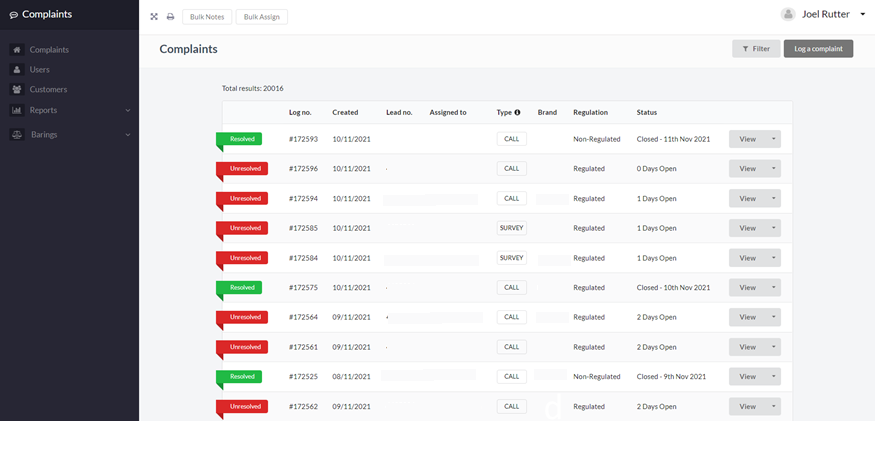 Complaints
Bulk Notes Bulk Assign
Joel Rutter
Complaints
Users
Customers
Reports
Barings
Complaints
Filter Log a complaint
Total results: 20016
Log no. Created Lead no. Assigned to Type Brand Regulation Status
Resolved #172593 10/11/2021 CALL Non-Regulated Closed - 11th Nov 2021 View
Unresolved #172596 10/11/2021 CALL Regulated 0 Days Open View
Unresolved #172594 10/11/2021 CALL Regulated 1 Days Open View
Unresolved #172585 10/11/2021 SURVEY Regulated 1 Days Open View
Unresolved #172584 10/11/2021 SURVEY Regulated 1 Days Open View
Resolved #172575 10/11/2021 CALL Regulated Closed - 10th Nov 2021 View
Unresolved #172564 09/11/2021 CALL Regulated 2 Days Open View
Unresolved #172561 09/11/2021 CALL Regulated 2 Days Open View
Resolved #172525 08/11/2021 CALL Non-Regulated Closed - 9th Nov 2021 View
Unresolved #172562 09/11/2021 CALL d Regulated 2 Days Open View